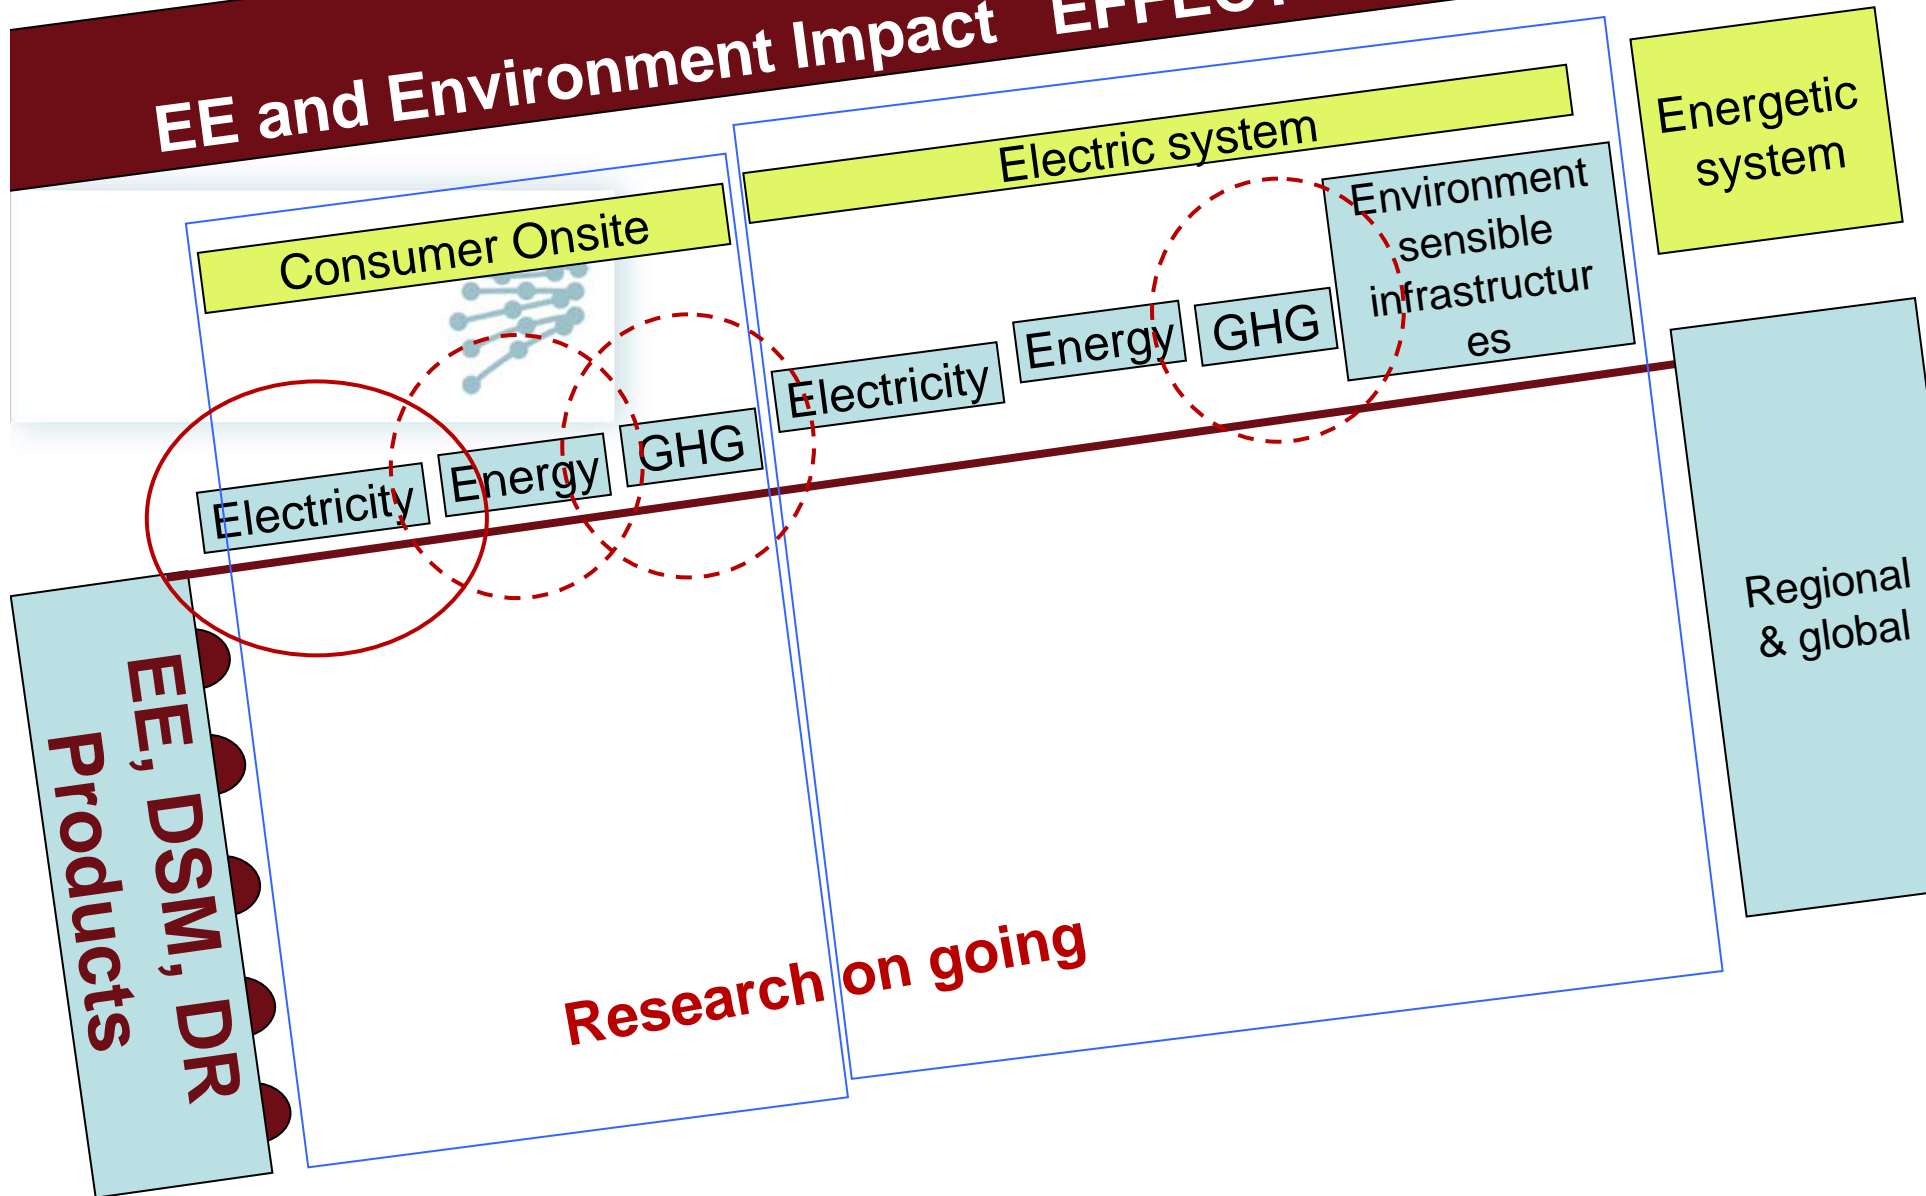 EE and Environment Impact EFFECT
Consumer Onsite
Electric system
Energetic
system
Electricity
Energy
GHG
Electricity
Energy
GHG
Environment
sensible
infrastructur
es
Regional
& global
EE, DSM, DR
Products
Research on going